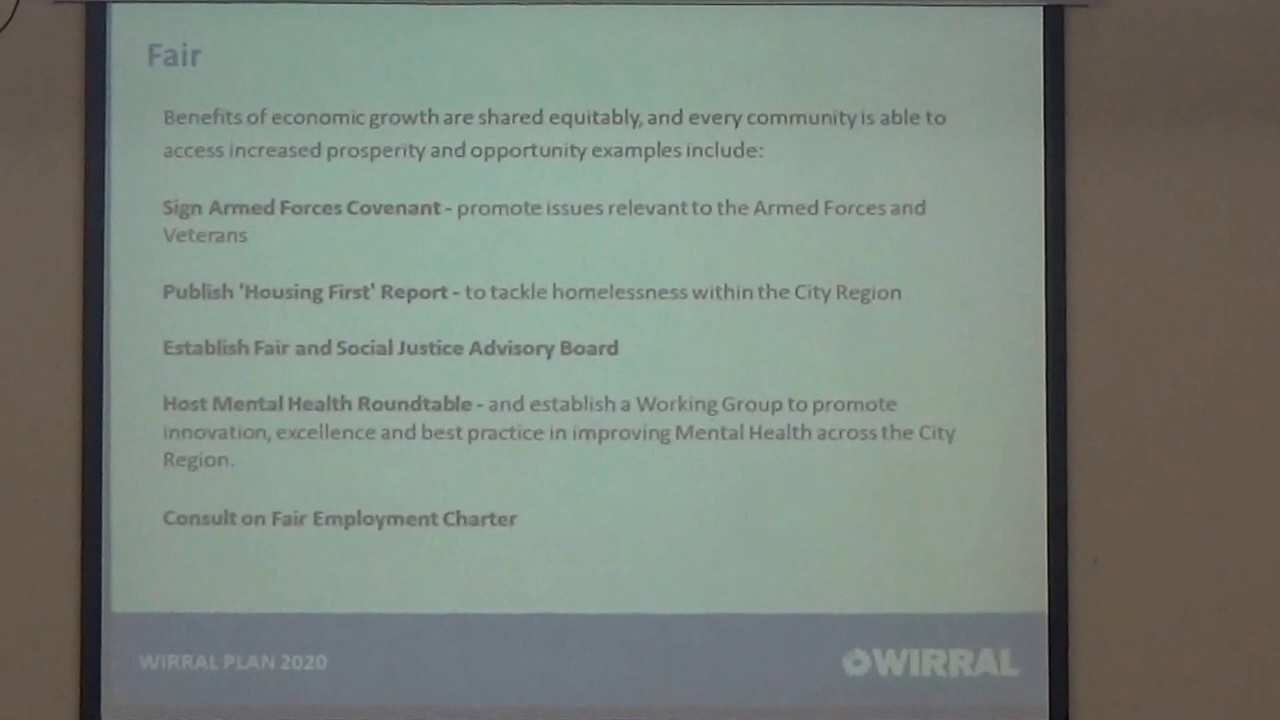 Fair
Benefits of economic growth are shared equitably, and every community is able to
access increased prosperity and opportunity examples include:
Sign Armed Forces Covenant - promote issues relevant to the Armed Forces and
Veterans
Publish 'Housing First' Report - to tackle homelessness within the City Region
Establish Fair and Social Justice Advisory Board
Host Mental Health Roundtable - and establish a Working Group to promote
innovation, excellence and best practice in improving Mental Health across the City
Region.
Consult on Fair Employment Charter
WIRRAL PLAN 2020
WIRRAL